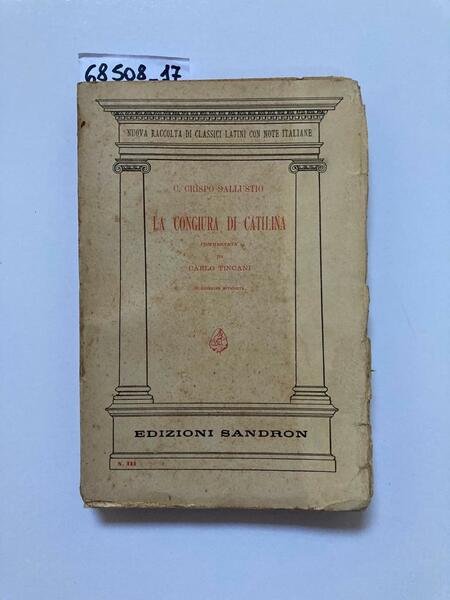 68508_17
NUOVA RACCOLTA DI CLASSICI LATINI CON NOTE ITALIANE
C. CRISPO SALLUSTIO
LA CONGIURA DI CATILINA
COMMENTATA
DA
CARLO TINCANI
EDIZIONI SANDRON
N. 111